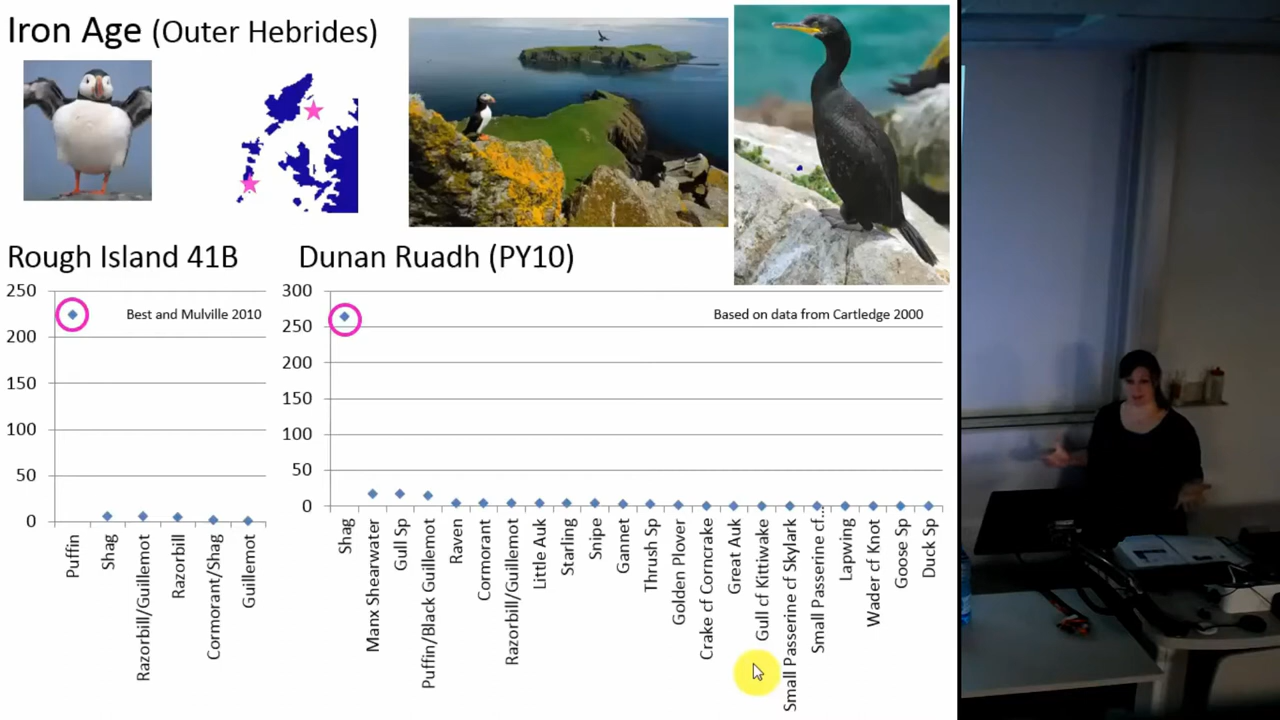 Iron Age (Outer Hebrides)
Rough Island 41B
250
200
150
100
50
0
Best and Mulville 2010
Puffin
Shag
Razorbill/Guillemot
Razorbill
Cormorant/Shag
Guillemot
Dunan Ruadh (PY10)
300
250
200
150
100
50
0
Based on data from Cartledge 2000
Shag
Manx Shearwater
Gull Sp
Puffin/Black Guillemot
Raven
Cormorant
Razorbill/Guillemot
Little Auk
Starling
Snipe
Gannet
Thrush Sp
Golden Plover
Crake cf Corncrake
Great Auk
Gull cf Kittiwake
Small Passerine cf Skylark
Small Passerine cf...
Lapwing
Wader cf Knot
Goose Sp
Duck Sp